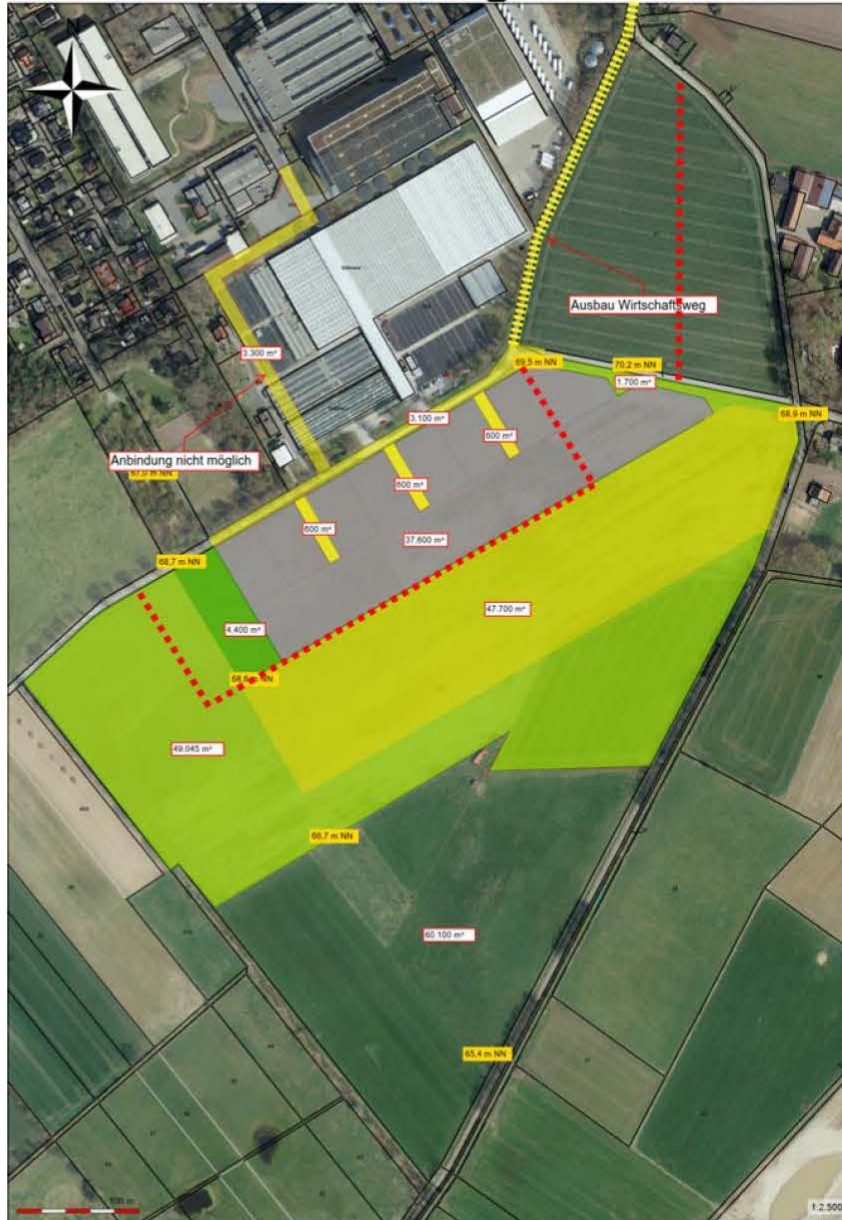 Ausbau Wirtschaftsweg
3.300 m²
69,5 m NN
70,2 m NN
1.700 m²
3.100 m²
68,9 m NN
600 m²
Anbindung nicht möglich
600 m²
600 m²
37.600 m²
68,7 m NN
47.700 m²
4.400 m²
49.045 m²
66,7 m NN
60.100 m²
65,4 m NN
100 m
1:2.500